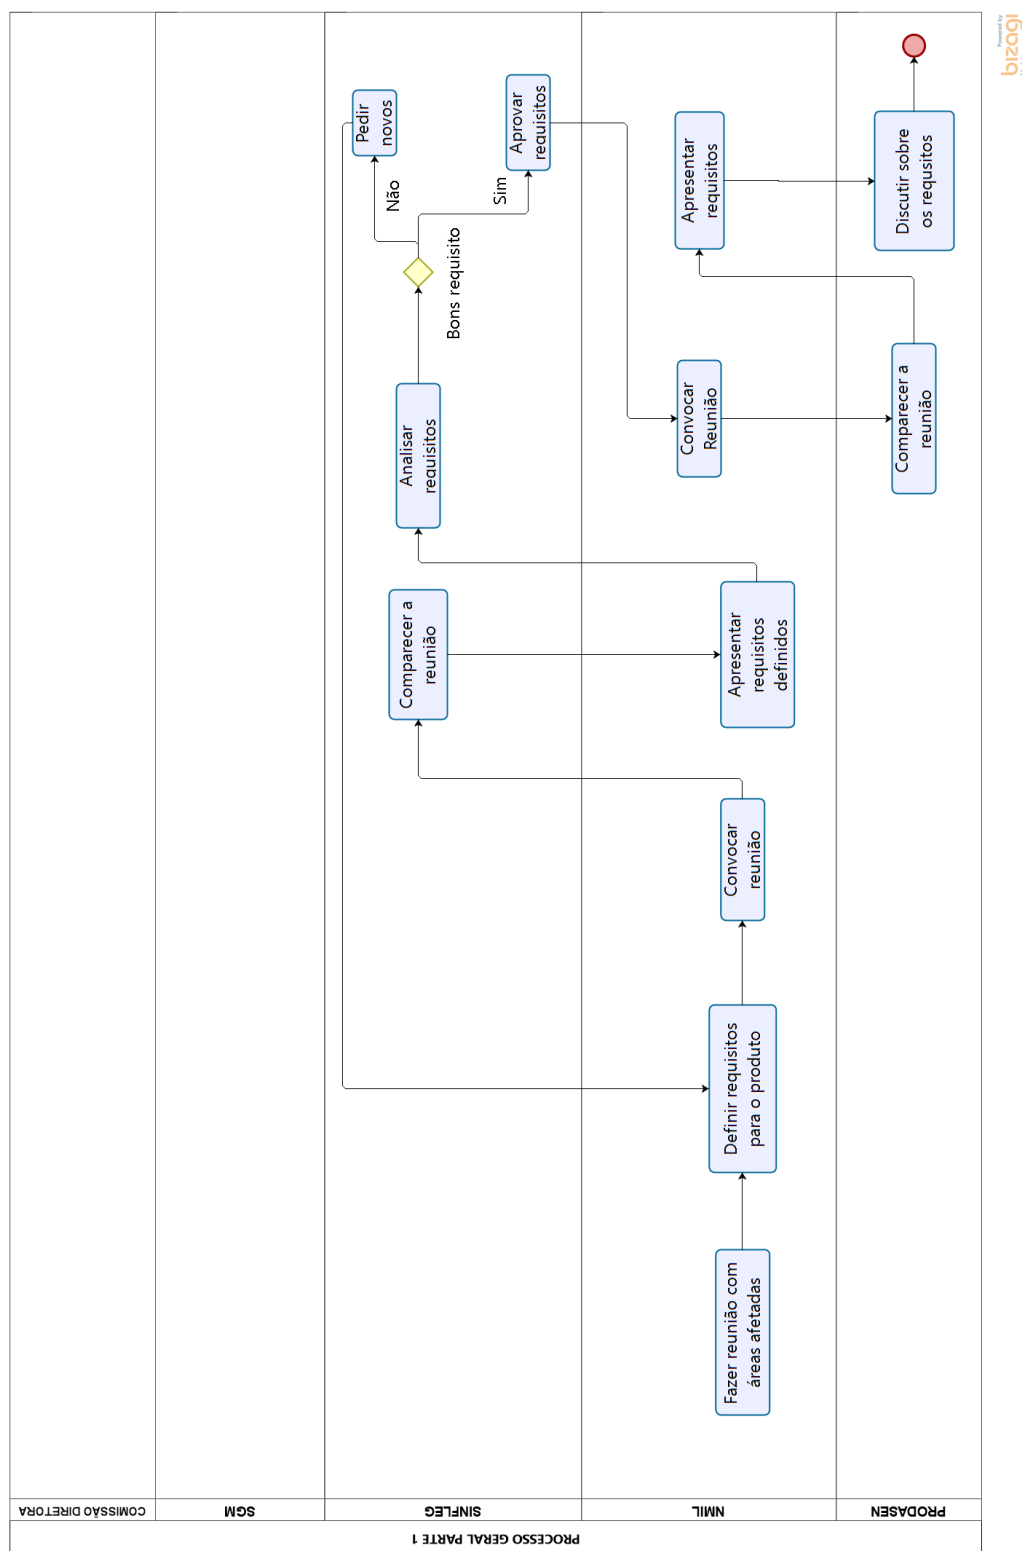 PROCESSO GERAL PARTE 1
COMISSÃO DIRETORA
SGM
SINFLEG
NMIL
PRODASEN
Fazer reunião com
áreas afetadas
Definir requisitos
para o produto
Convocar
reunião
Comparecer a
reunião
Apresentar
requisitos
definidos
Analisar
requisitos
Bons requisito
Não
Sim
Pedir
novos
Aprovar
requisitos
Convocar
Reunião
Comparecer a
reunião
Apresentar
requisitos
Discutir sobre
os requsitos
Powered by
bizagi